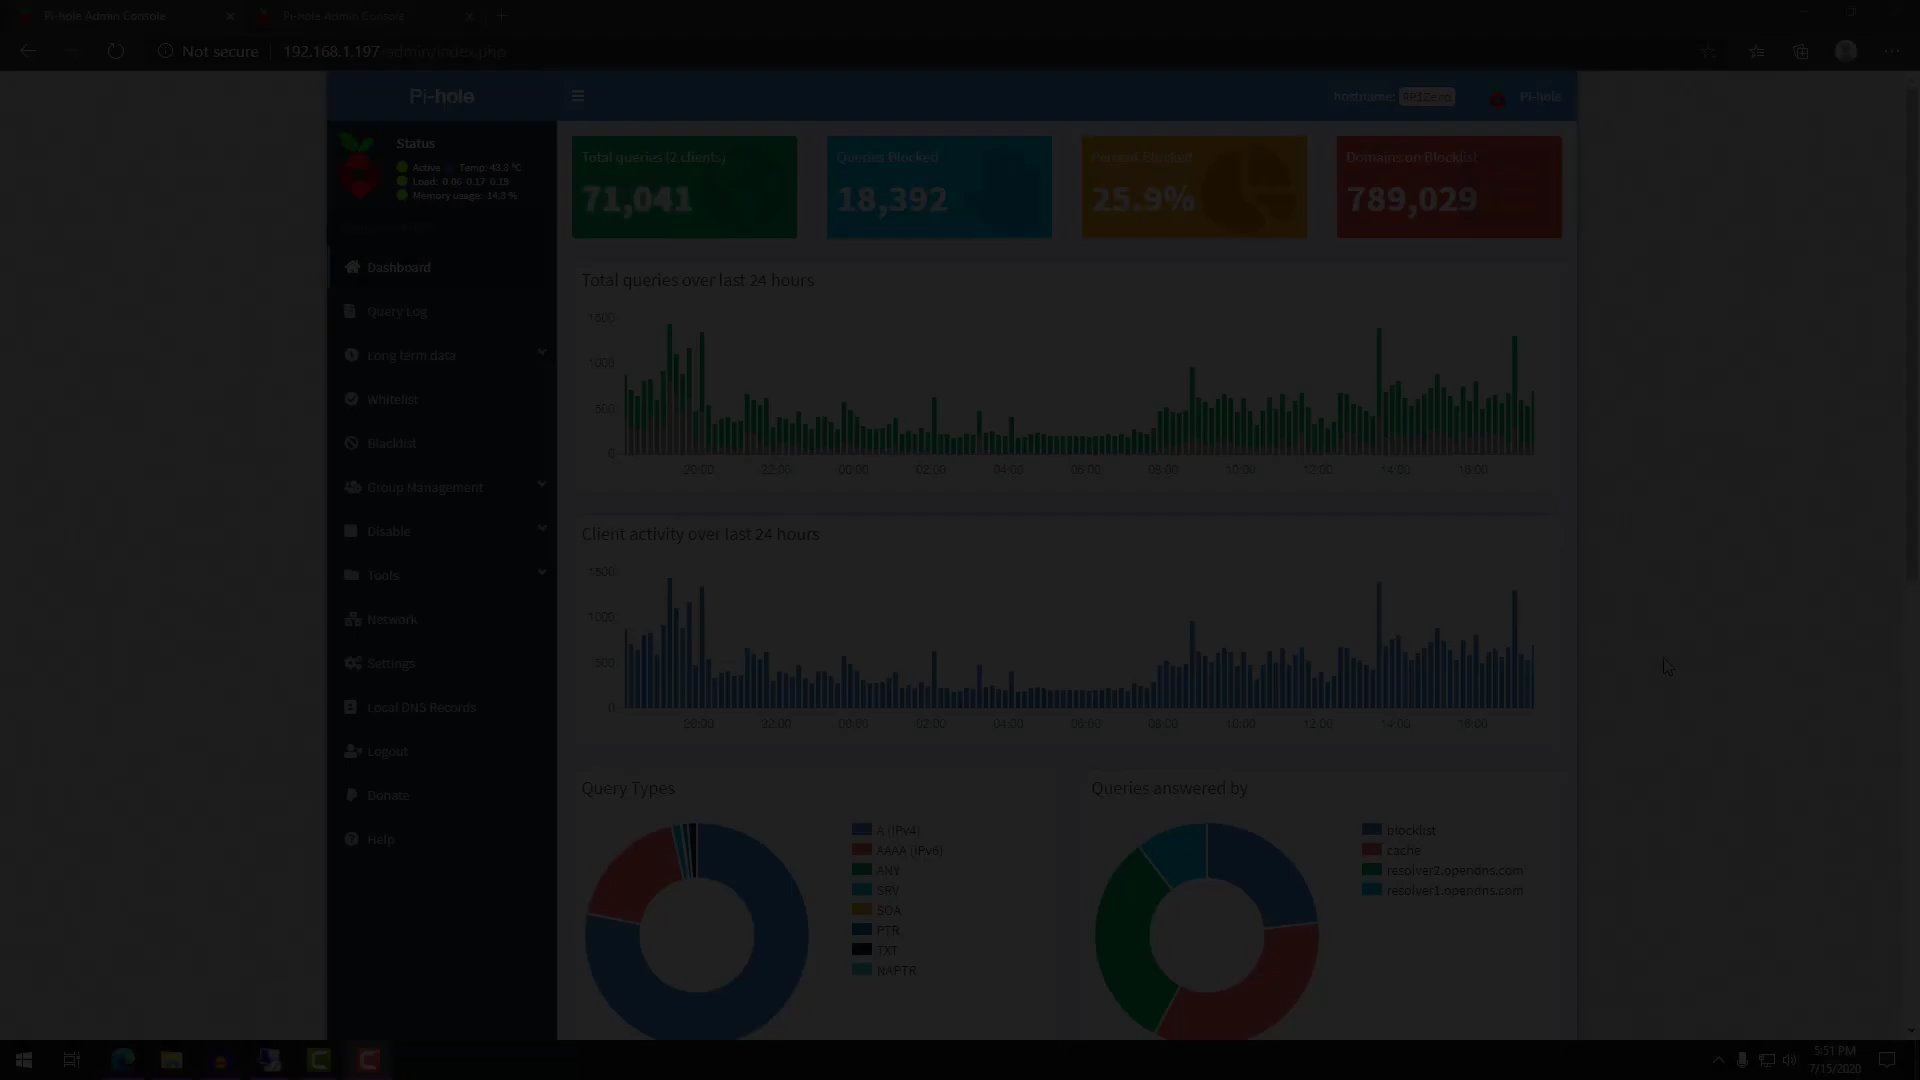 Pi-hole Admin Console
Pi-hole Admin Console
Not secure
192.168.1.197/admin/index.php
Pi-hole
hostname:
Pi-hole
Status
Active Temp: 43.3 °C
Load: 0.06 0.17 0.19
Memory usage: 14.3 %
Dashboard
Query Log
Long term data
Whitelist
Blacklist
Group Management
Disable
Tools
Network
Settings
Local DNS Records
Logout
Donate
Help
Total queries (2 clients)
71,041
Queries Blocked
18,392
Percent Blocked
25.9%
Domains on Blocklist
789,029
Total queries over last 24 hours
1500
1000
500
0
20:00 22:00 00:00 02:00 04:00 06:00 08:00 10:00 12:00 14:00 16:00
Client activity over last 24 hours
1500
1000
500
0
20:00 22:00 00:00 02:00 04:00 06:00 08:00 10:00 12:00 14:00 16:00
Query Types
A (IPv4)
AAAA (IPv6)
ANY
SRV
SOA
PTR
TXT
NAPTR
Queries answered by
blocklist
cache
resolver2.opendns.com
resolver1.opendns.com
5:51 PM
7/15/2020